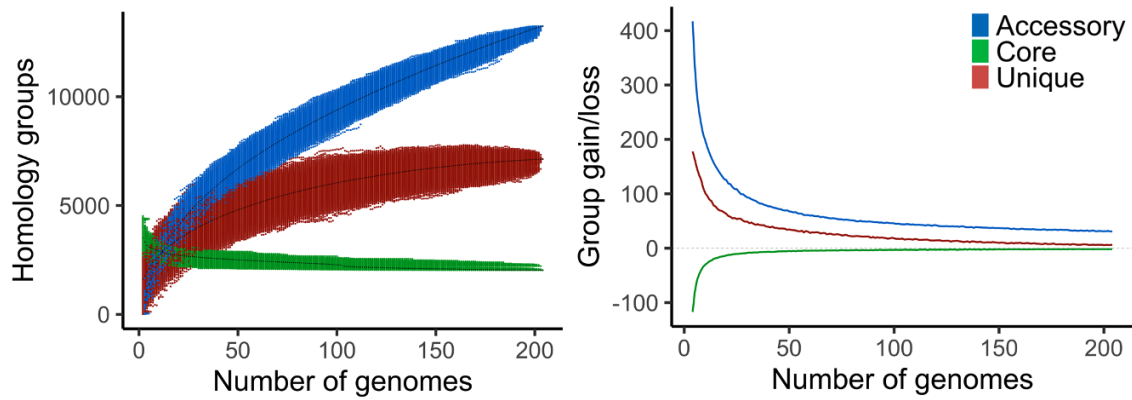 Homology groups
10000
5000
0
0
50
100
150
200
Number of genomes
Group gain/loss
400
300
200
100
0
-100
0
50
100
150
200
Number of genomes
Accessory
Core
Unique